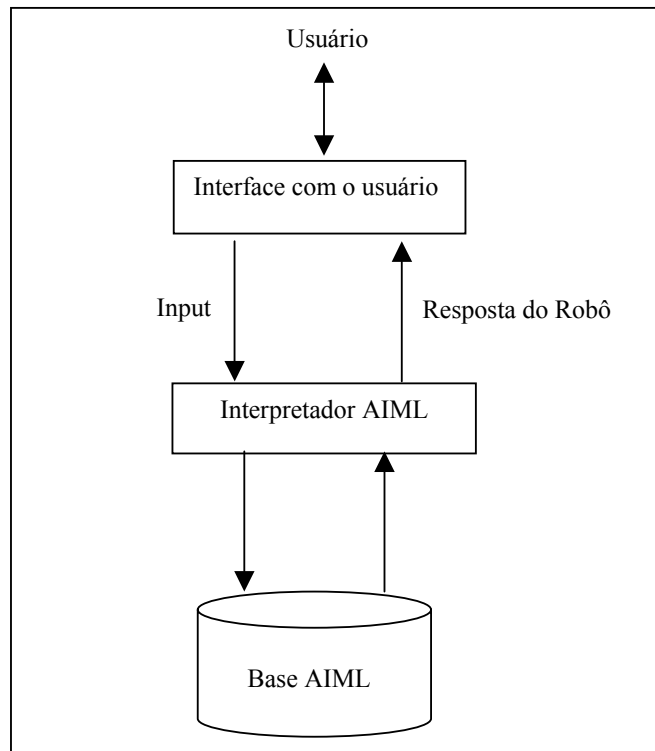 Usuário
Interface com o usuário
Input
Resposta do Robô
Interpretador AIML
Base AIML